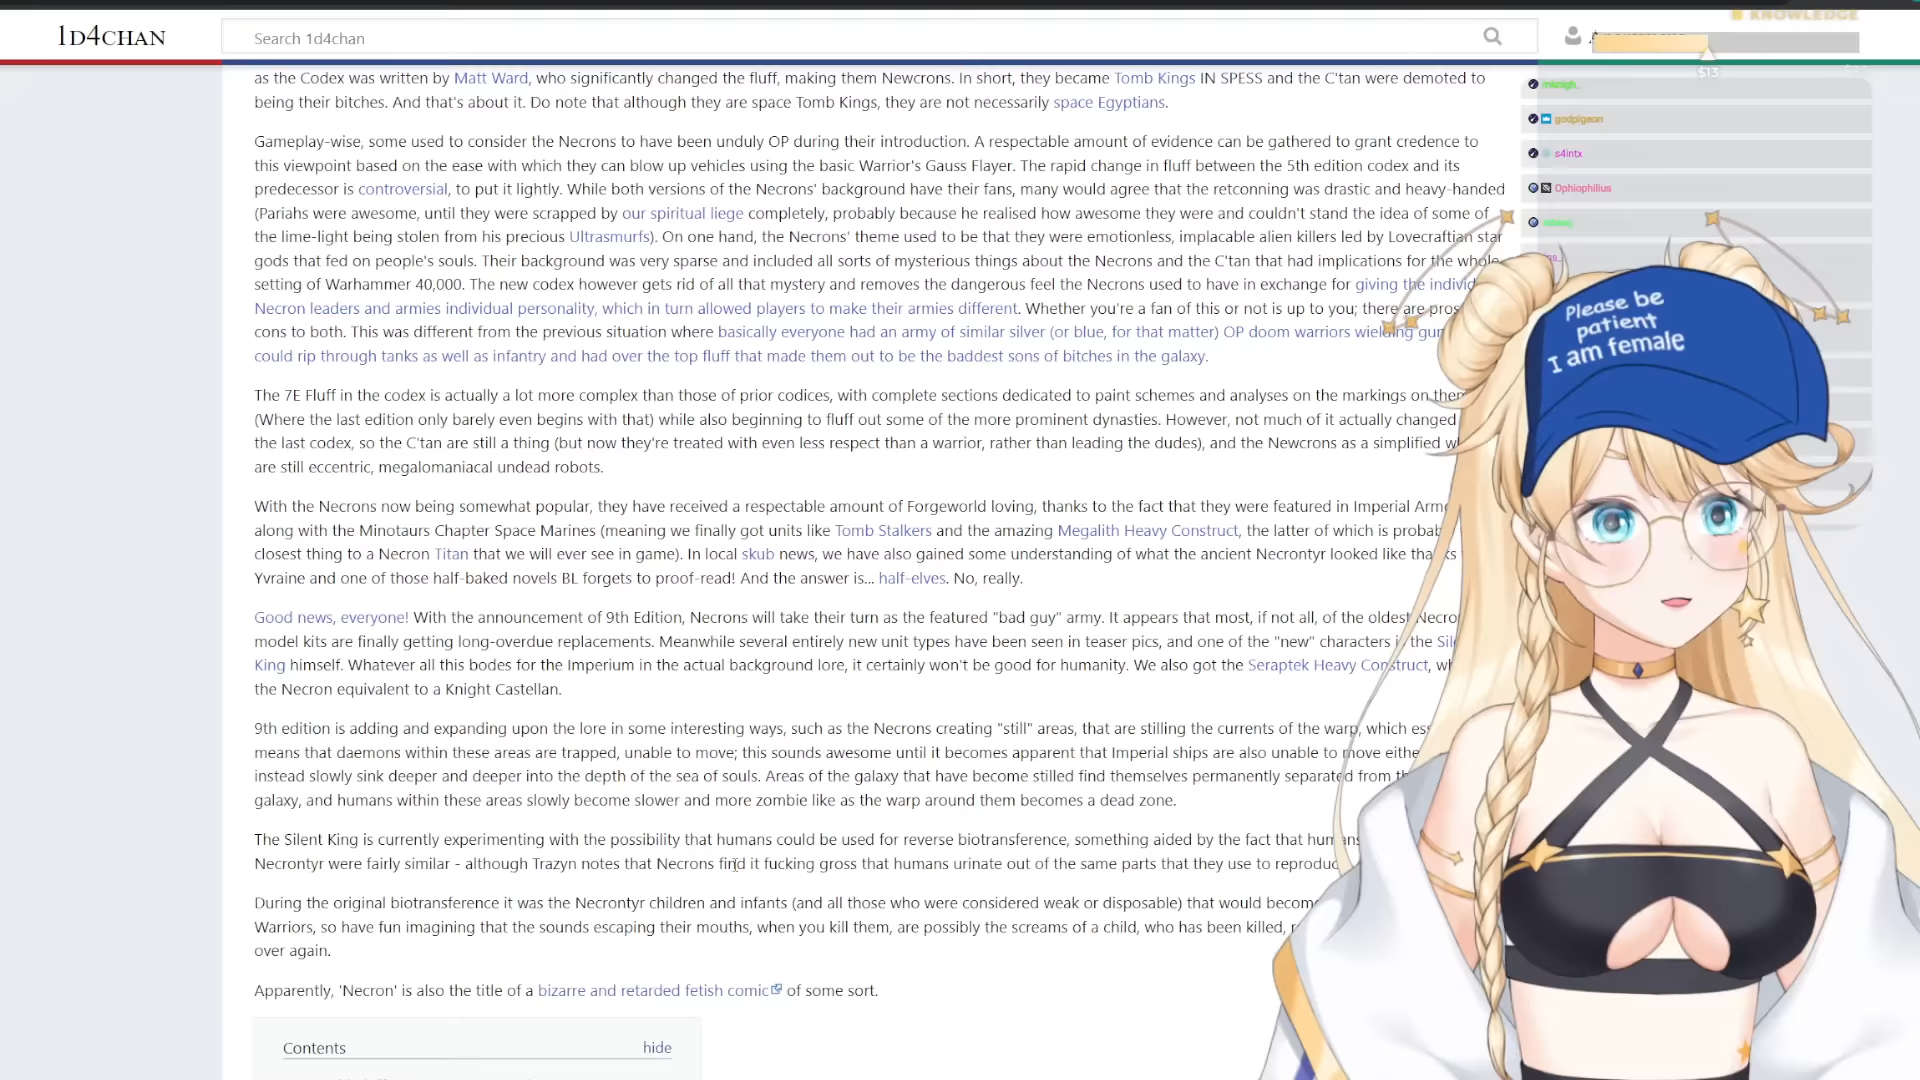 KNOWLEDGE
1D4CHAN
Search 1d4chan
$13
as the Codex was written by Matt Ward, who significantly changed the fluff, making them Newcrons. In short, they became Tomb Kings IN SPESS and the C'tan were demoted to
being their bitches. And that's about it. Do note that although they are space Tomb Kings, they are not necessarily space Egyptians.
Gameplay-wise, some used to consider the Necrons to have been unduly OP during their introduction. A respectable amount of evidence can be gathered to grant credence to
this viewpoint based on the ease with which they can blow up vehicles using the basic Warrior's Gauss Flayer. The rapid change in fluff between the 5th edition codex and its
predecessor is controversial, to put it lightly. While both versions of the Necrons' background have their fans, many would agree that the retconning was drastic and heavy-handed
(Pariahs were awesome, until they were scrapped by our spiritual liege completely, probably because he realised how awesome they were and couldn't stand the idea of some of
the lime-light being stolen from his precious Ultrasmurfs). On one hand, the Necrons' theme used to be that they were emotionless, implacable alien killers led by Lovecraftian star
gods that fed on people's souls. Their background was very sparse and included all sorts of mysterious things about the Necrons and the C'tan that had implications for the whole
setting of Warhammer 40,000. The new codex however gets rid of all that mystery and removes the dangerous feel the Necrons used to have in exchange for giving the individ
Necron leaders and armies individual personality, which in turn allowed players to make their armies different. Whether you're a fan of this or not is up to you; there are pros
cons to both. This was different from the previous situation where basically everyone had an army of similar silver (or blue, for that matter) OP doom warriors wielding gun
could rip through tanks as well as infantry and had over the top fluff that made them out to be the baddest sons of bitches in the galaxy.
The 7E Fluff in the codex is actually a lot more complex than those of prior codices, with complete sections dedicated to paint schemes and analyses on the markings on them
(Where the last edition only barely even begins with that) while also beginning to fluff out some of the more prominent dynasties. However, not much of it actually changed
the last codex, so the C'tan are still a thing (but now they're treated with even less respect than a warrior, rather than leading the dudes), and the Newcrons as a simplified w
are still eccentric, megalomaniacal undead robots.
With the Necrons now being somewhat popular, they have received a respectable amount of Forgeworld loving, thanks to the fact that they were featured in Imperial Armo
along with the Minotaurs Chapter Space Marines (meaning we finally got units like Tomb Stalkers and the amazing Megalith Heavy Construct, the latter of which is probab
closest thing to a Necron Titan that we will ever see in game). In local skub news, we have also gained some understanding of what the ancient Necrontyr looked like thanks
Yvraine and one of those half-baked novels BL forgets to proof-read! And the answer is... half-elves. No, really.
Good news, everyone! With the announcement of 9th Edition, Necrons will take their turn as the featured "bad guy" army. It appears that most, if not all, of the oldest Necro
model kits are finally getting long-overdue replacements. Meanwhile several entirely new unit types have been seen in teaser pics, and one of the "new" characters is the Sil
King himself. Whatever all this bodes for the Imperium in the actual background lore, it certainly won't be good for humanity. We also got the Seraptek Heavy Construct, wh
the Necron equivalent to a Knight Castellan.
9th edition is adding and expanding upon the lore in some interesting ways, such as the Necrons creating "still" areas, that are stilling the currents of the warp, which es
means that daemons within these areas are trapped, unable to move; this sounds awesome until it becomes apparent that Imperial ships are also unable to move eithe
instead slowly sink deeper and deeper into the depth of the sea of souls. Areas of the galaxy that have become stilled find themselves permanently separated from th
galaxy, and humans within these areas slowly become slower and more zombie like as the warp around them becomes a dead zone.
The Silent King is currently experimenting with the possibility that humans could be used for reverse biotransference, something aided by the fact that humans
Necrontyr were fairly similar - although Trazyn notes that Necrons find it fucking gross that humans urinate out of the same parts that they use to reproduc
During the original biotransference it was the Necrontyr children and infants (and all those who were considered weak or disposable) that would becom
Warriors, so have fun imagining that the sounds escaping their mouths, when you kill them, are possibly the screams of a child, who has been killed,
over again.
Apparently, 'Necron' is also the title of a bizarre and retarded fetish comic of some sort.
Contents
hide
godpigeon
s4intx
Ophiophilius
Please be
patient
I am female